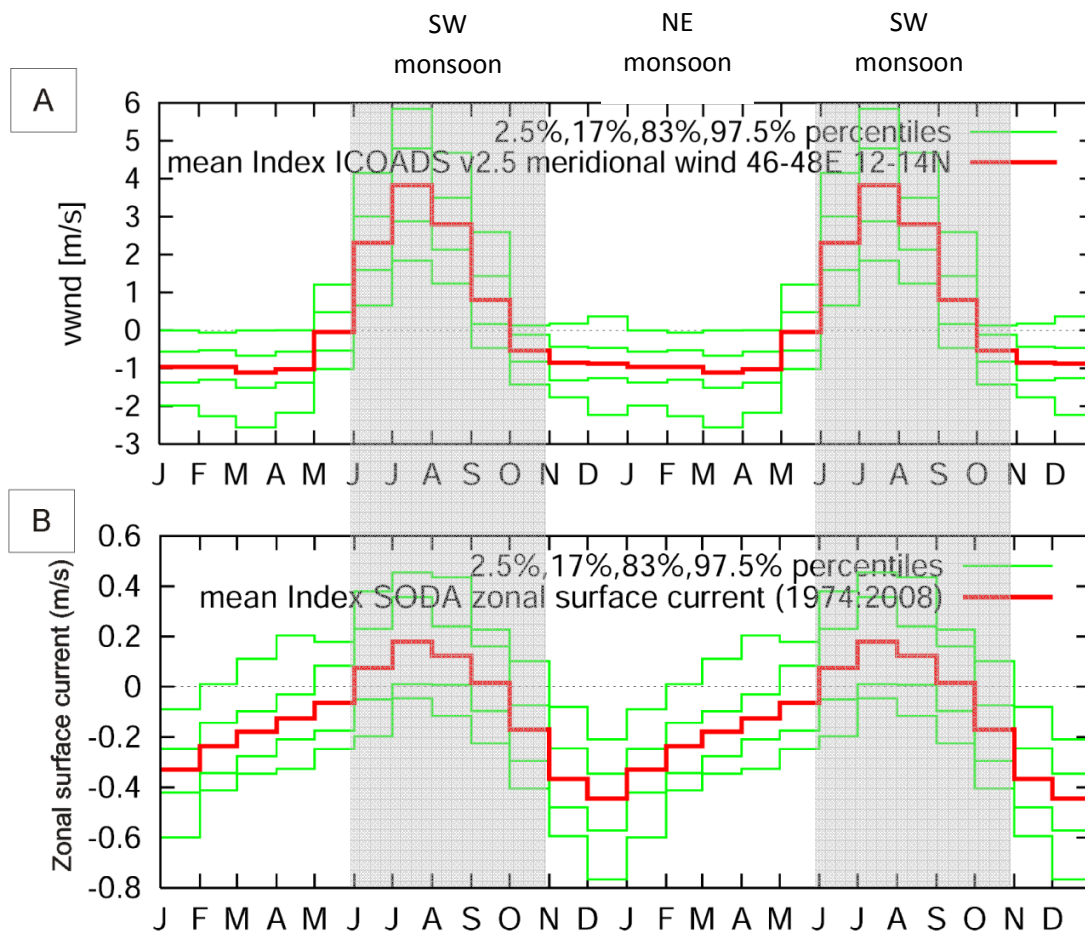 SW NE SW
monsoon monsoon monsoon
A
6
2.5%,17%,83%,97.5% percentiles
5
mean Index ICOADS v2.5 meridional wind 46-48E 12-14N
4
3
2
1
0
-1
-2
-3
vwnd [m/s]
J F M A M J J A S O N D J F M A M J J A S O N D
B
0.6
2.5%,17%,83%,97.5% percentiles
mean Index SODA zonal surface current (1974:2008)
0.4
0.2
0
-0.2
-0.4
-0.6
-0.8
Zonal surface current (m/s)
J F M A M J J A S O N D J F M A M J J A S O N D